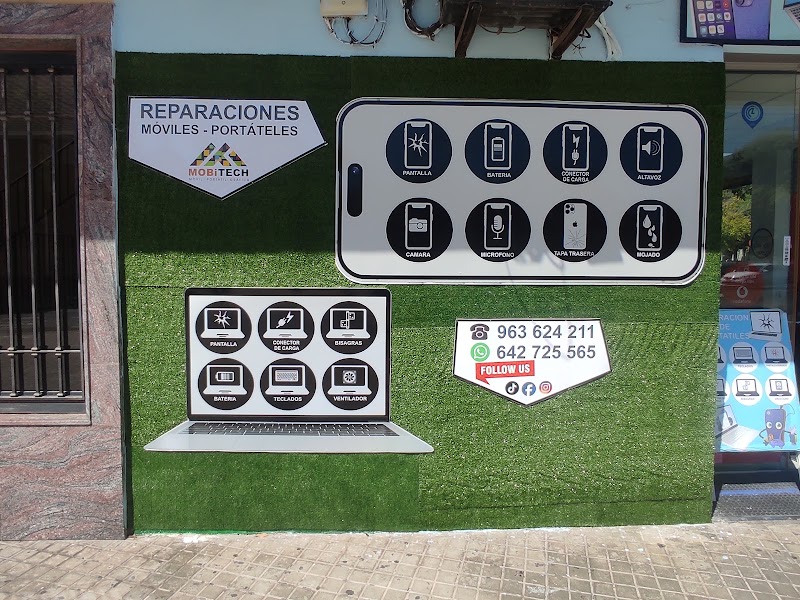 REPARACIONES
MÓVILES - PORTÁTELES
MOBiTECH
PANTALLA
BATERIA
CONECTOR
DE CARGA
ALTAVOZ
CAMARA
MICROFONO
TAPA TRASERA
MOJADO
PANTALLA
CONECTOR
DE CARGA
BISAGRAS
BATERIA
TECLADOS
VENTILADOR
963 624 211
642 725 565
FOLLOW US